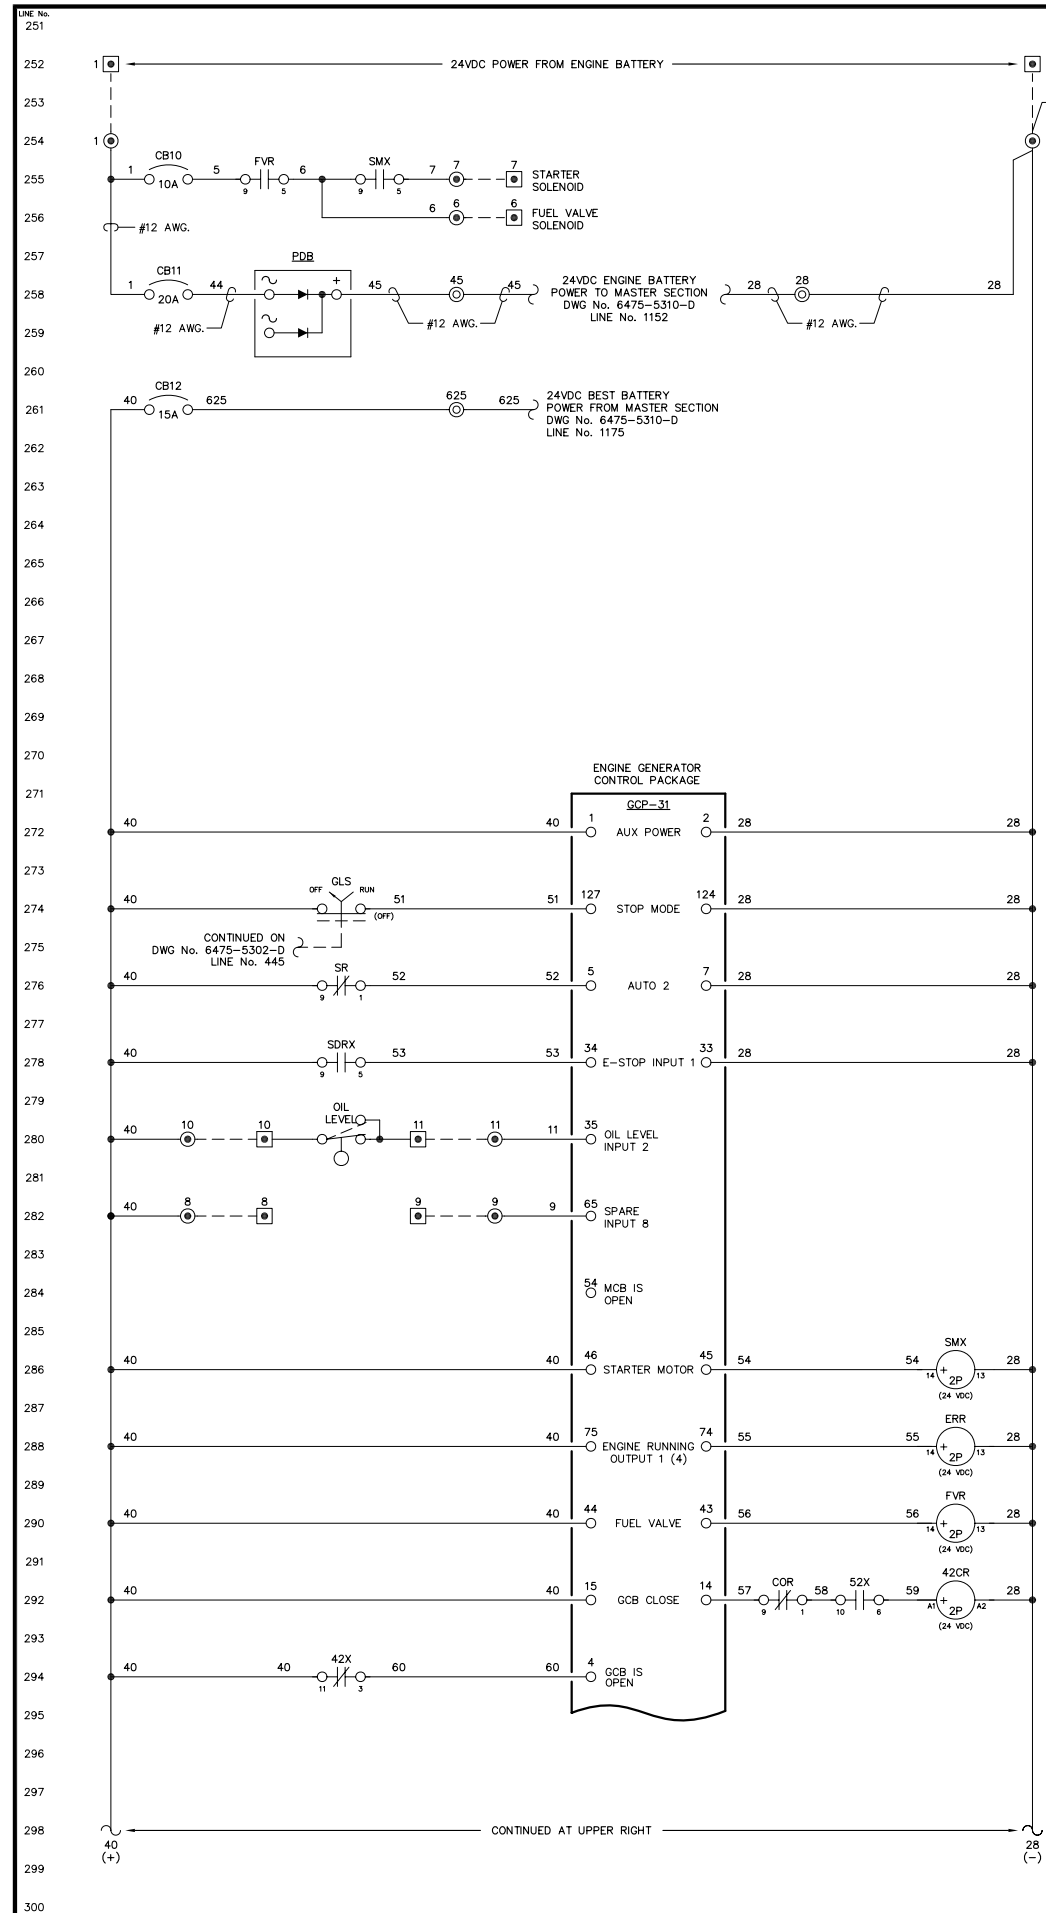 LINE No.
251
252 1 24VDC POWER FROM ENGINE BATTERY
253
254 1
CB10 FVR SMX
255 1 10A 5 9 5 6 9 5 7 7 7 STARTER
SOLENOID
256 #12 AWG. 6 6 6 FUEL VALVE
SOLENOID
257 PDB
CB11 24VDC ENGINE BATTERY
258 1 20A 44 + 45 45 45 POWER TO MASTER SECTION 28 28 28
DWG No. 6475-5310-D
259 #12 AWG. #12 AWG. LINE No. 1152 #12 AWG.
260
CB12 24VDC BEST BATTERY
261 40 15A 625 625 625 POWER FROM MASTER SECTION
DWG No. 6475-5310-D
262 LINE No. 1175
263
264
265
266
267
268
269
270
ENGINE GENERATOR
CONTROL PACKAGE
271
GCP-31
272 40 40 1 AUX POWER 2 28 28
273
GLS
OFF RUN
274 40 51 (OFF) 51 127 STOP MODE 124 28 28
CONTINUED ON
275 DWG No. 6475-5302-D
LINE No. 445
SR
276 40 9 1 52 52 5 AUTO 2 7 28 28
277
SDRX
278 40 9 5 53 53 34 E-STOP INPUT 1 33 28 28
279
OIL
LEVEL
280 40 10 10 11 11 11 35 OIL LEVEL
INPUT 2
281
282 40 8 8 9 9 9 65 SPARE
INPUT 8
283
284 54 MCB IS
OPEN
285
SMX
286 40 40 46 STARTER MOTOR 45 54 54 14 + 2P 13 28
(24 VDC)
287
ERR
288 40 40 75 ENGINE RUNNING 74 55 55 14 + 2P 13 28
OUTPUT 1 (4)
(24 VDC)
289
FVR
290 40 40 44 FUEL VALVE 43 56 56 14 + 2P 13 28
(24 VDC)
291
COR 52X 42CR
292 40 40 15 GCB CLOSE 14 57 9 1 58 10 6 59 A1 + 2P A2 28
(24 VDC)
293
42X
294 40 40 11 3 60 60 4 GCB IS
OPEN
295
296
297
298 CONTINUED AT UPPER RIGHT
40 28
(+) (-)
299
300